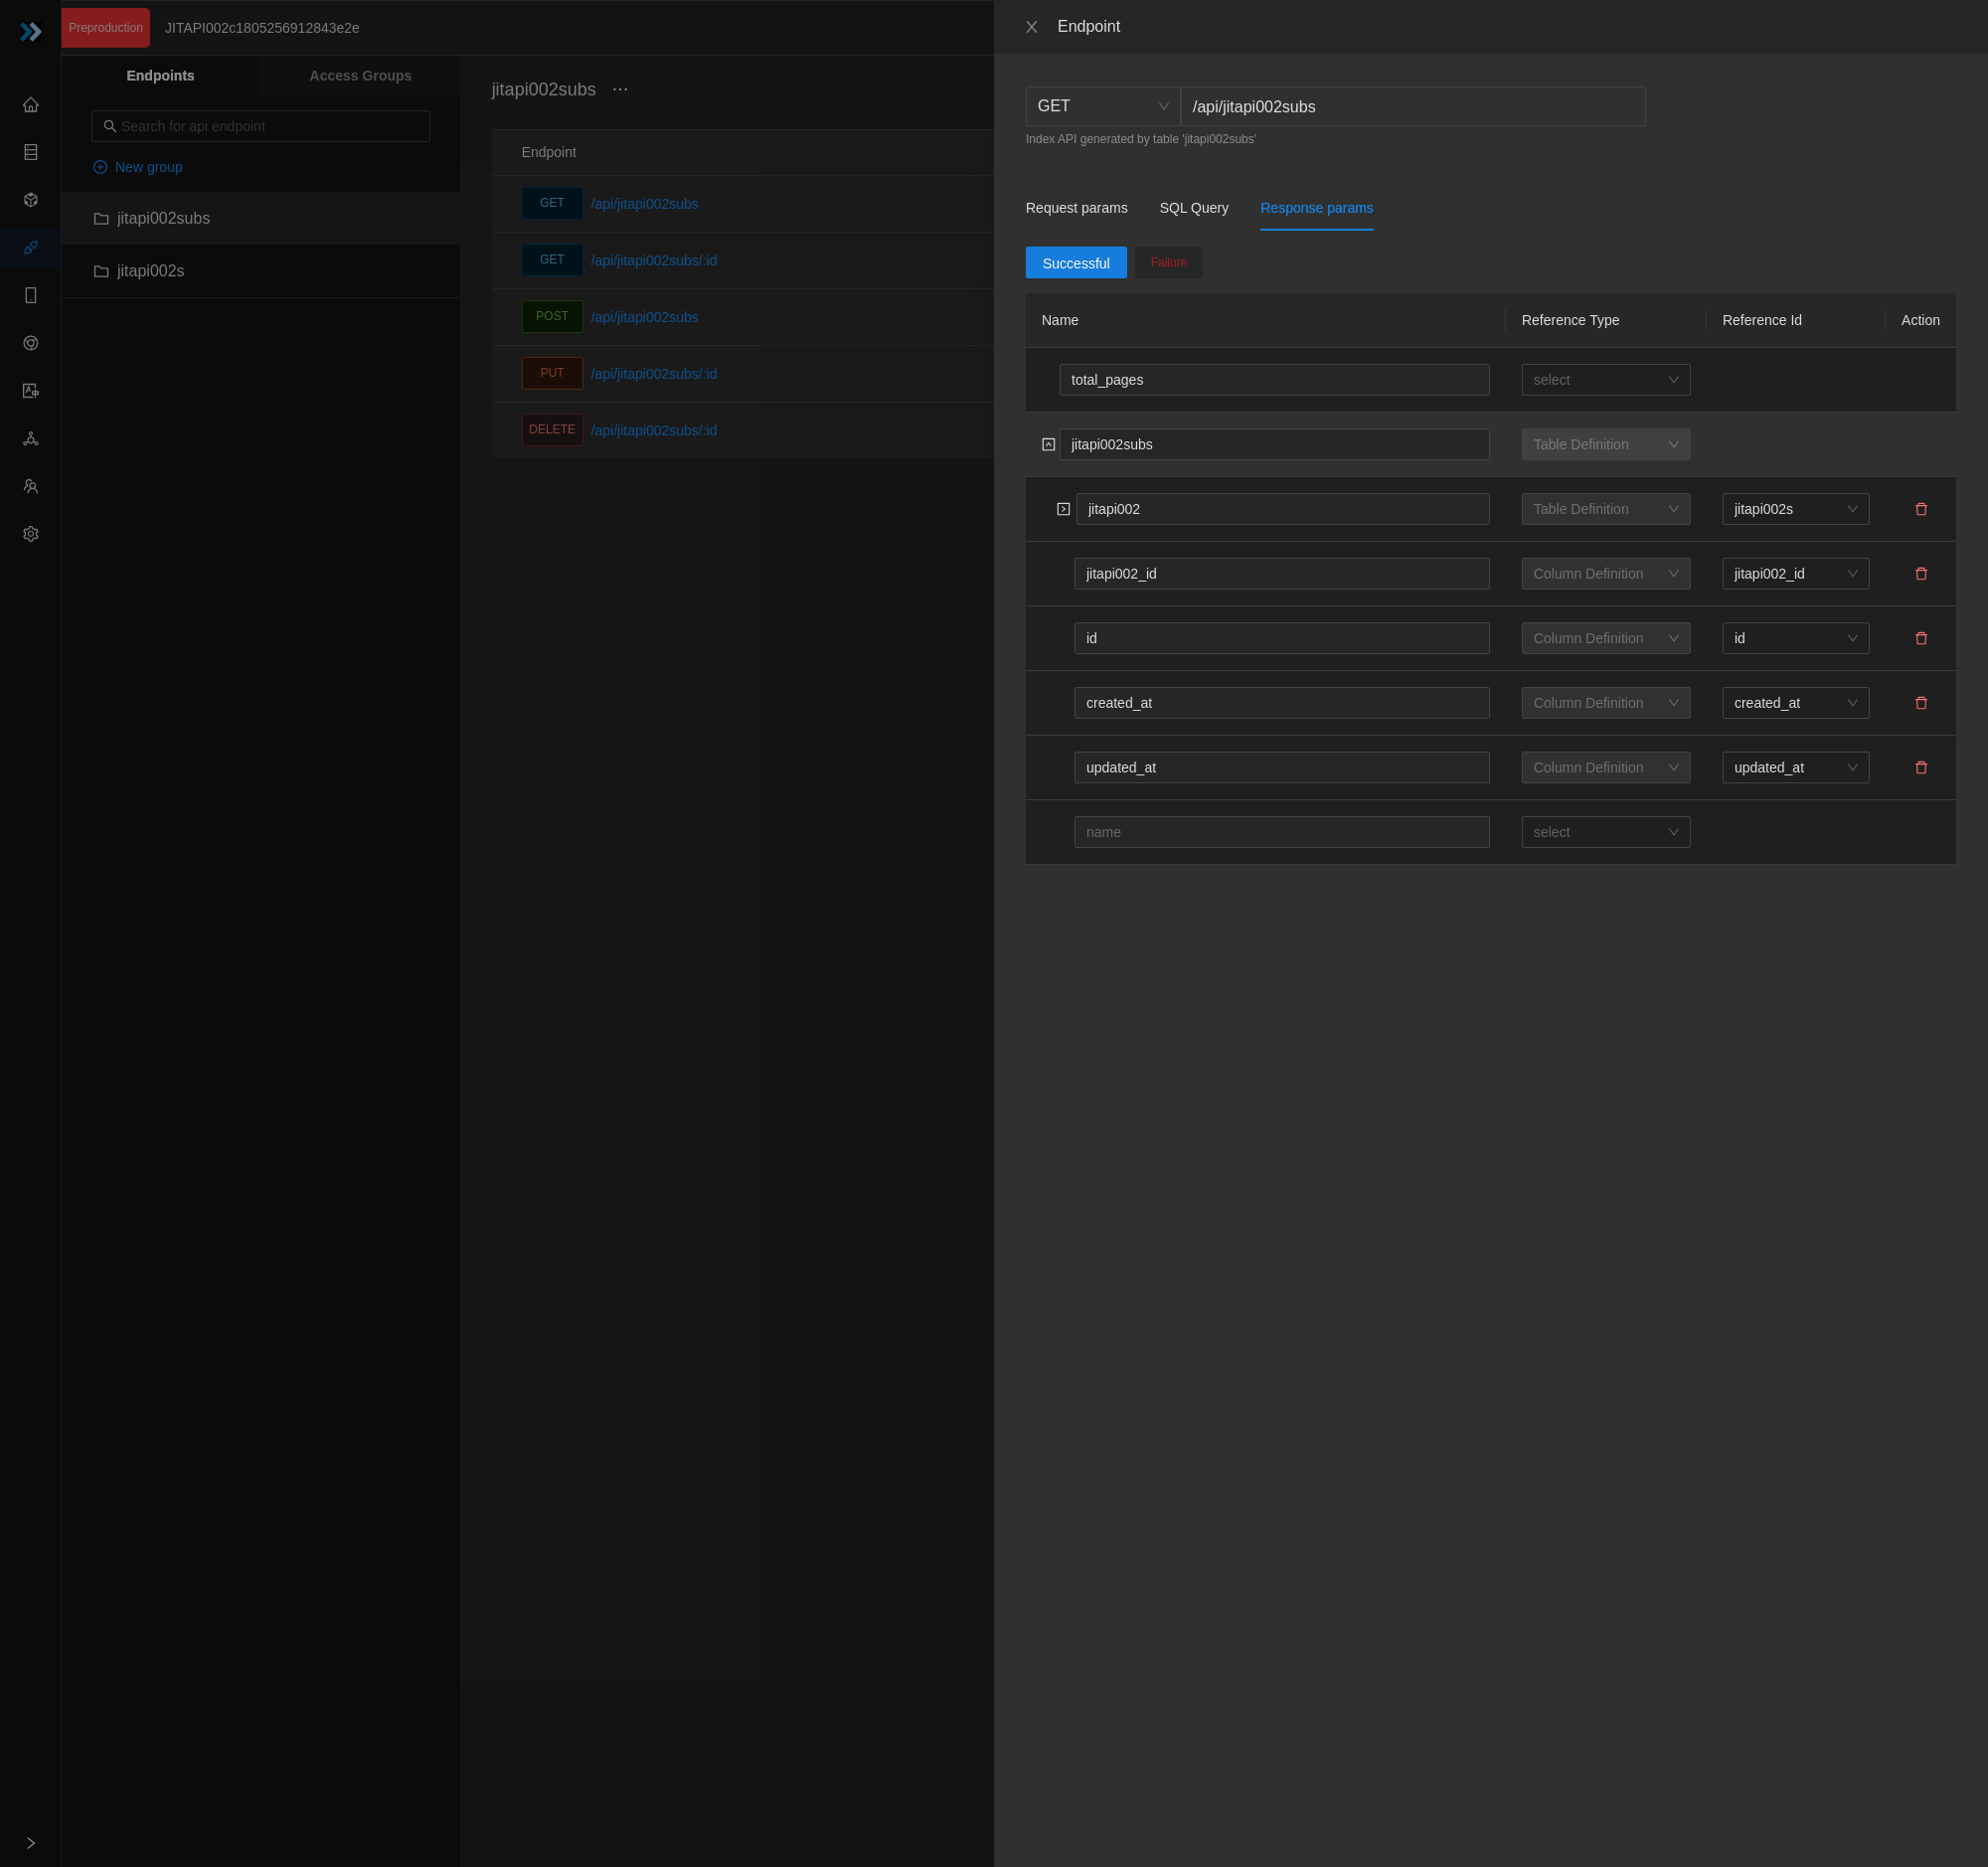 Preproduction JITAPI002c1805256912843e2e
Endpoints Access Groups
Search for api endpoint
New group
jitapi002subs
jitapi002s
jitapi002subs ...
Endpoint
GET /api/jitapi002subs
GET /api/jitapi002subs/:id
POST /api/jitapi002subs
PUT /api/jitapi002subs/:id
DELETE /api/jitapi002subs/:id
Endpoint
GET /api/jitapi002subs
Index API generated by table 'jitapi002subs'
Request params SQL Query Response params
Successful Failure
Name Reference Type Reference Id Action
total_pages select
jitapi002subs Table Definition
jitapi002 Table Definition jitapi002s
jitapi002_id Column Definition jitapi002_id
id Column Definition id
created_at Column Definition created_at
updated_at Column Definition updated_at
name select